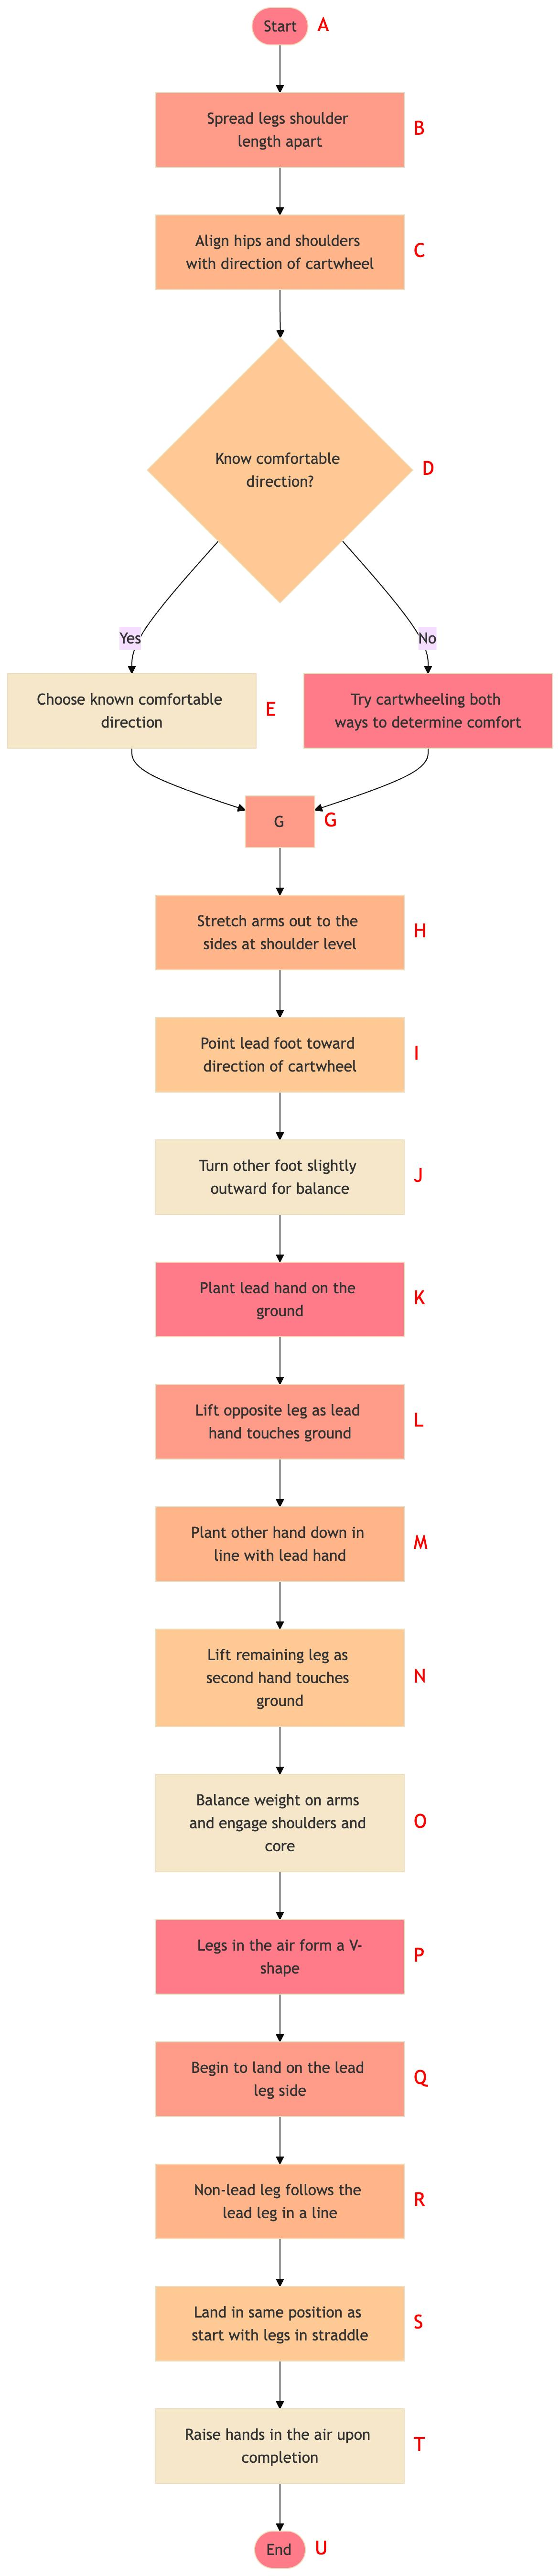 Start A
Spread legs shoulder
length apart
B
Align hips and shoulders
with direction of cartwheel
C
Know comfortable
direction?
D
Yes
No
Choose known comfortable
direction
E
Try cartwheeling both
ways to determine comfort
G G
Stretch arms out to the
sides at shoulder level
H
Point lead foot toward
direction of cartwheel
I
Turn other foot slightly
outward for balance
J
Plant lead hand on the
ground
K
Lift opposite leg as lead
hand touches ground
L
Plant other hand down in
line with lead hand
M
Lift remaining leg as
second hand touches
ground
N
Balance weight on arms
and engage shoulders and
core
O
Legs in the air form a V-
shape
P
Begin to land on the lead
leg side
Q
Non-lead leg follows the
lead leg in a line
R
Land in same position as
start with legs in straddle
S
Raise hands in the air upon
completion
T
End U